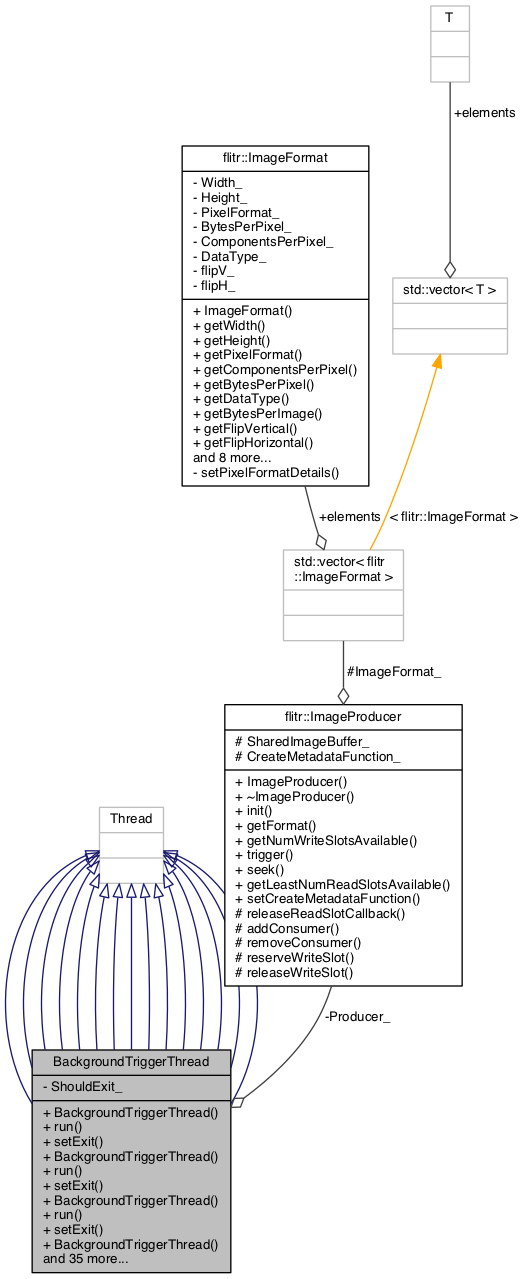 T
+elements
flitr::ImageFormat
- Width_
- Height_
- PixelFormat_
- BytesPerPixel_
- ComponentsPerPixel_
- DataType_
- flipV_
- flipH_
+ ImageFormat()
+ getWidth()
+ getHeight()
+ getPixelFormat()
+ getComponentsPerPixel()
+ getBytesPerPixel()
+ getDataType()
+ getBytesPerImage()
+ getFlipVertical()
+ getFlipHorizontal()
and 8 more...
- setPixelFormatDetails()
std::vector< T >
+elements
< flitr::ImageFormat >
std::vector< flitr
::ImageFormat >
#ImageFormat_
flitr::ImageProducer
# SharedImageBuffer_
# CreateMetadataFunction_
+ ImageProducer()
+ ~ImageProducer()
+ init()
+ getFormat()
+ getNumWriteSlotsAvailable()
+ trigger()
+ seek()
+ getLeastNumReadSlotsAvailable()
+ setCreateMetadataFunction()
# releaseReadSlotCallback()
# addConsumer()
# removeConsumer()
# reserveWriteSlot()
# releaseWriteSlot()
Thread
-Producer_
BackgroundTriggerThread
- ShouldExit_
+ BackgroundTriggerThread()
+ run()
+ setExit()
+ BackgroundTriggerThread()
+ run()
+ setExit()
+ BackgroundTriggerThread()
+ run()
+ setExit()
+ BackgroundTriggerThread()
and 35 more...